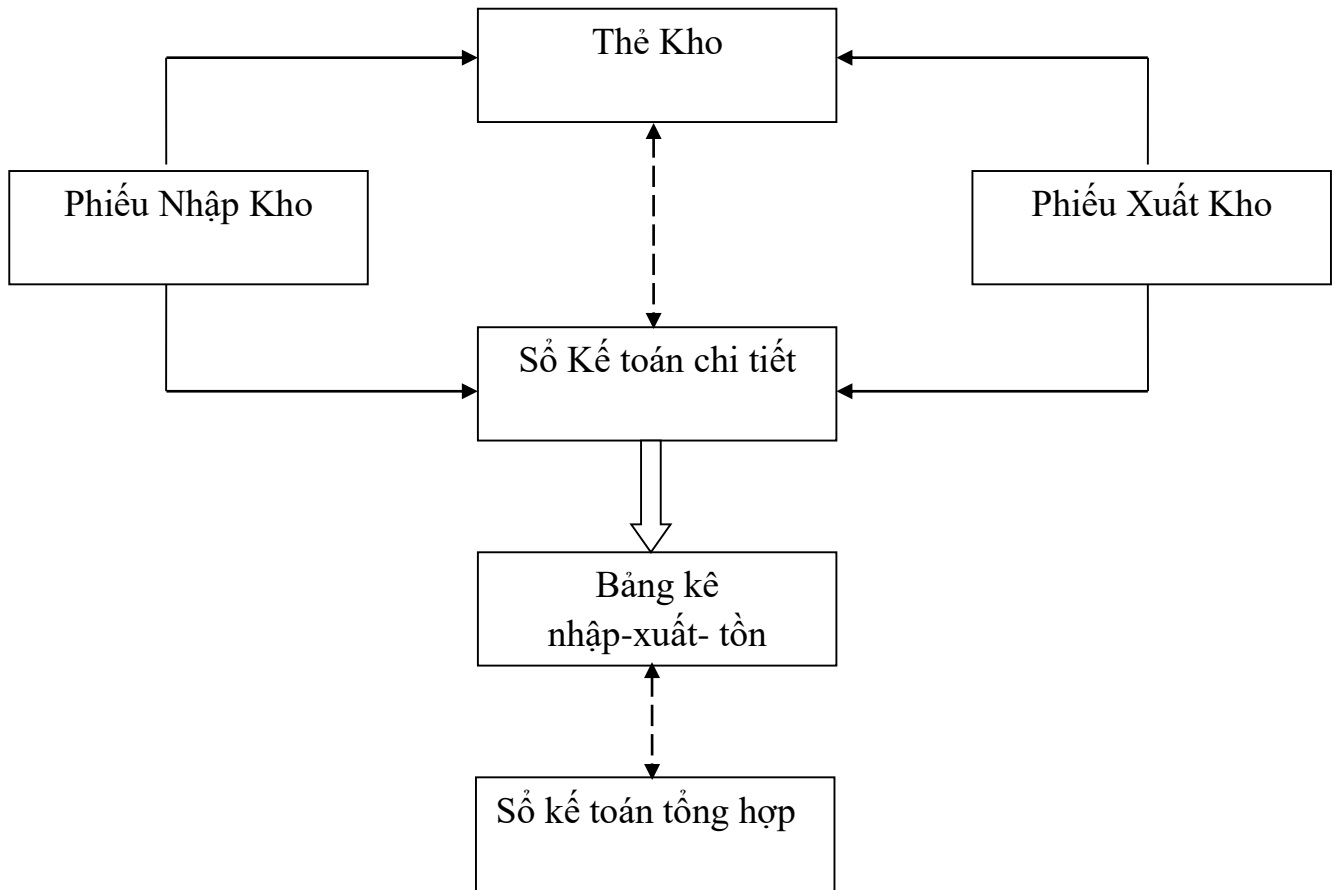 Thẻ Kho
Phiếu Nhập Kho
Phiếu Xuất Kho
Sổ Kế toán chi tiết
Bảng kê
nhập-xuất- tồn
Sổ kế toán tổng hợp